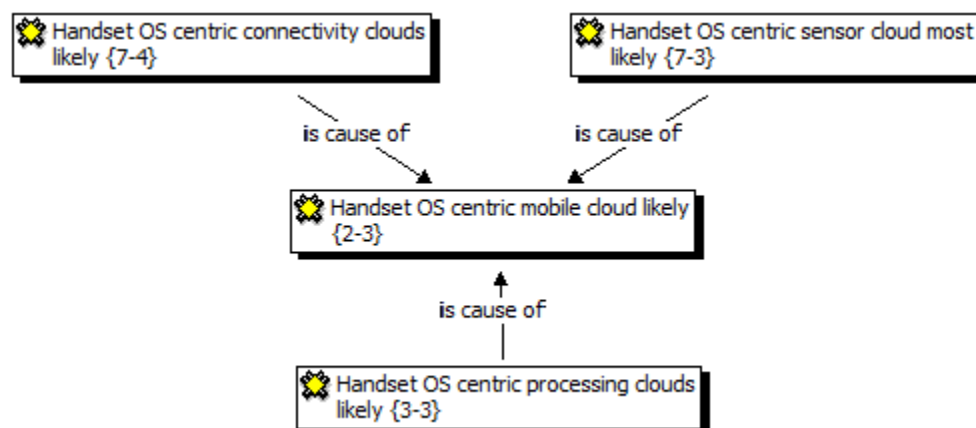 Handset OS centric connectivity clouds
likely {7-4}
Handset OS centric sensor cloud most
likely {7-3}
is cause of
is cause of
Handset OS centric mobile cloud likely
{2-3}
is cause of
Handset OS centric processing clouds
likely {3-3}